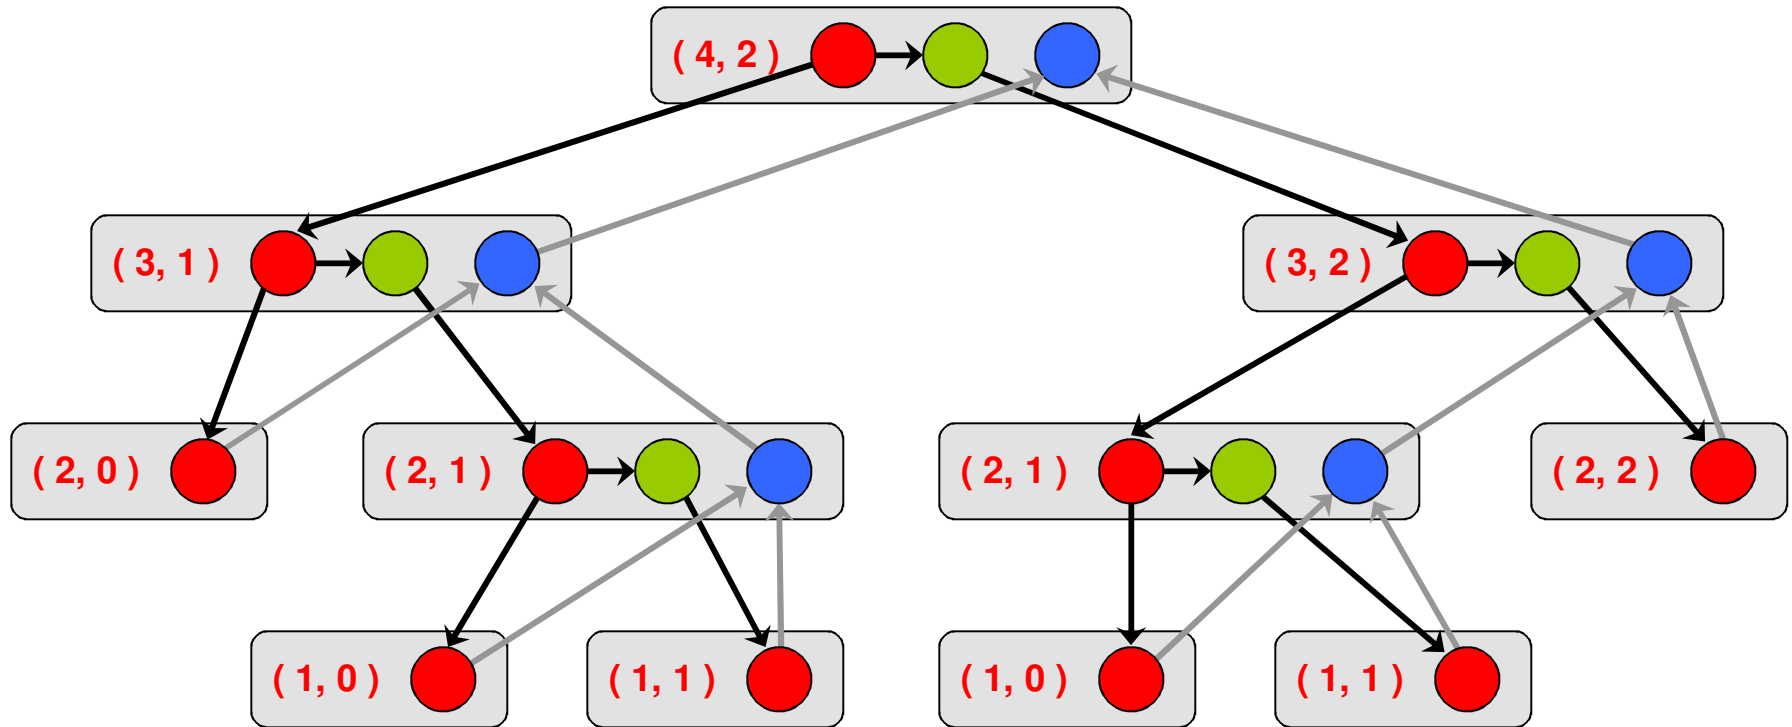 ( 4, 2 )
( 3, 1 )
( 3, 2 )
( 2, 0 )
( 2, 1 )
( 2, 1 )
( 2, 2 )
( 1, 0 )
( 1, 1 )
( 1, 0 )
( 1, 1 )